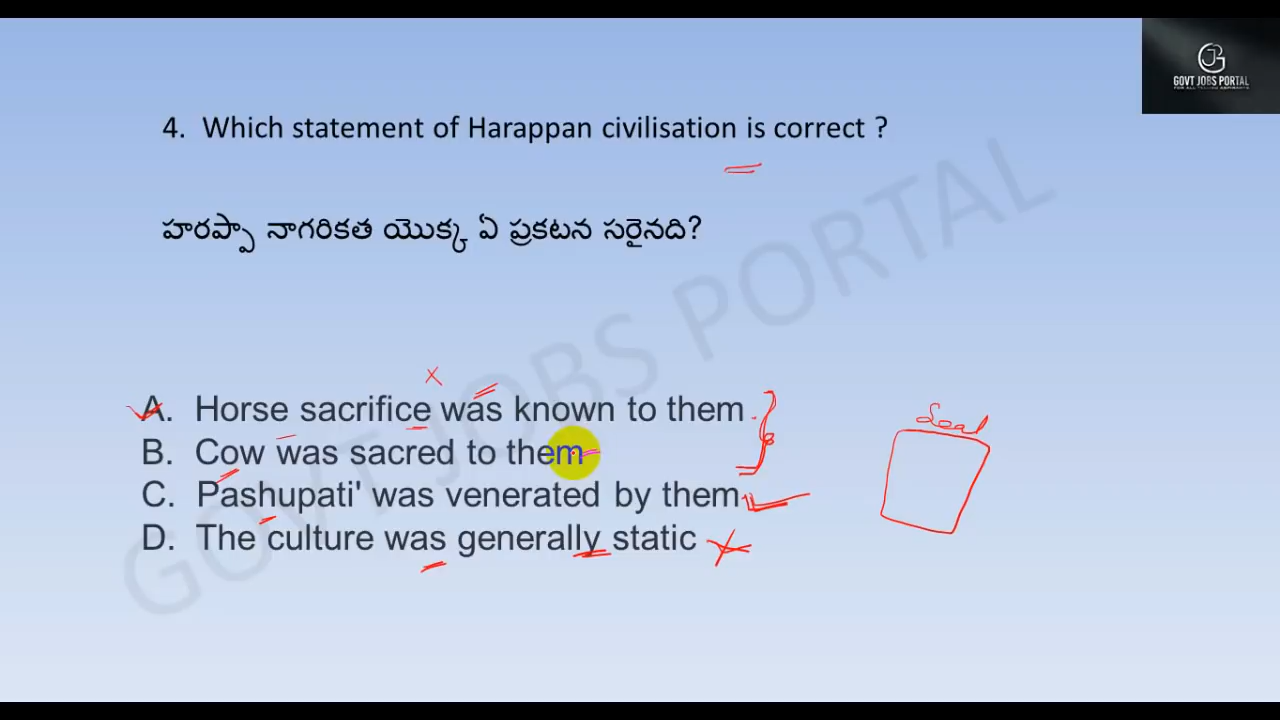 GJ
GOVT JOBS PORTAL
4. Which statement of Harappan civilisation is correct ?
హరప్పా నాగరికత యొక్క ఏ ప్రకటన సరైనది?
A. Horse sacrifice was known to them
B. Cow was sacred to them
C. Pashupati' was venerated by them
D. The culture was generally static
Seal
GOVT JOBS PORTAL